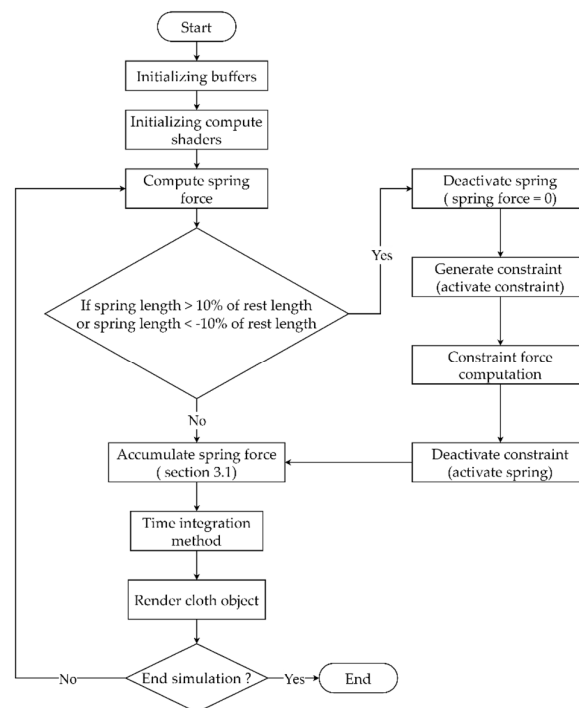 Start
Initializing buffers
Initializing compute
shaders
Compute spring
force
If spring length > 10% of rest length
or spring length < -10% of rest length
Yes
Deactivate spring
( spring force = 0)
Generate constraint
(activate constraint)
Constraint force
computation
Deactivate constraint
(activate spring)
No
Accumulate spring force
( section 3.1)
Time integration
method
Render cloth object
End simulation ?
No
Yes
End